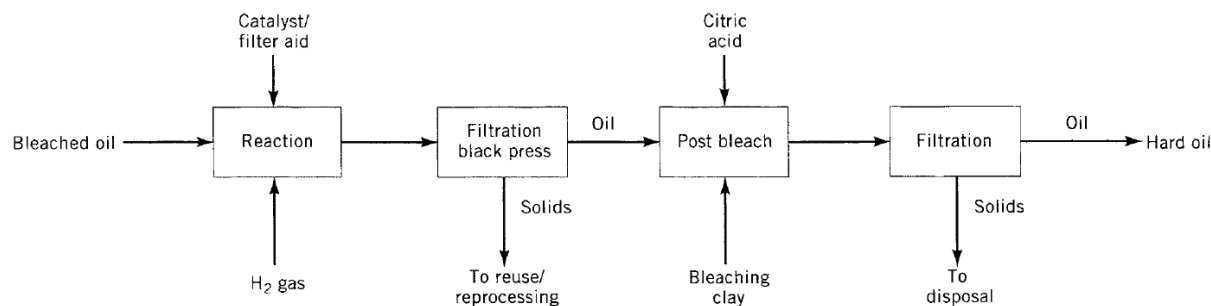 Catalyst/
filter aid
Citric
acid
Bleached oil
Reaction
Filtration
black press
Oil
Post bleach
Filtration
Oil
Hard oil
Solids
Solids
H₂ gas
To reuse/
reprocessing
Bleaching
clay
To
disposal